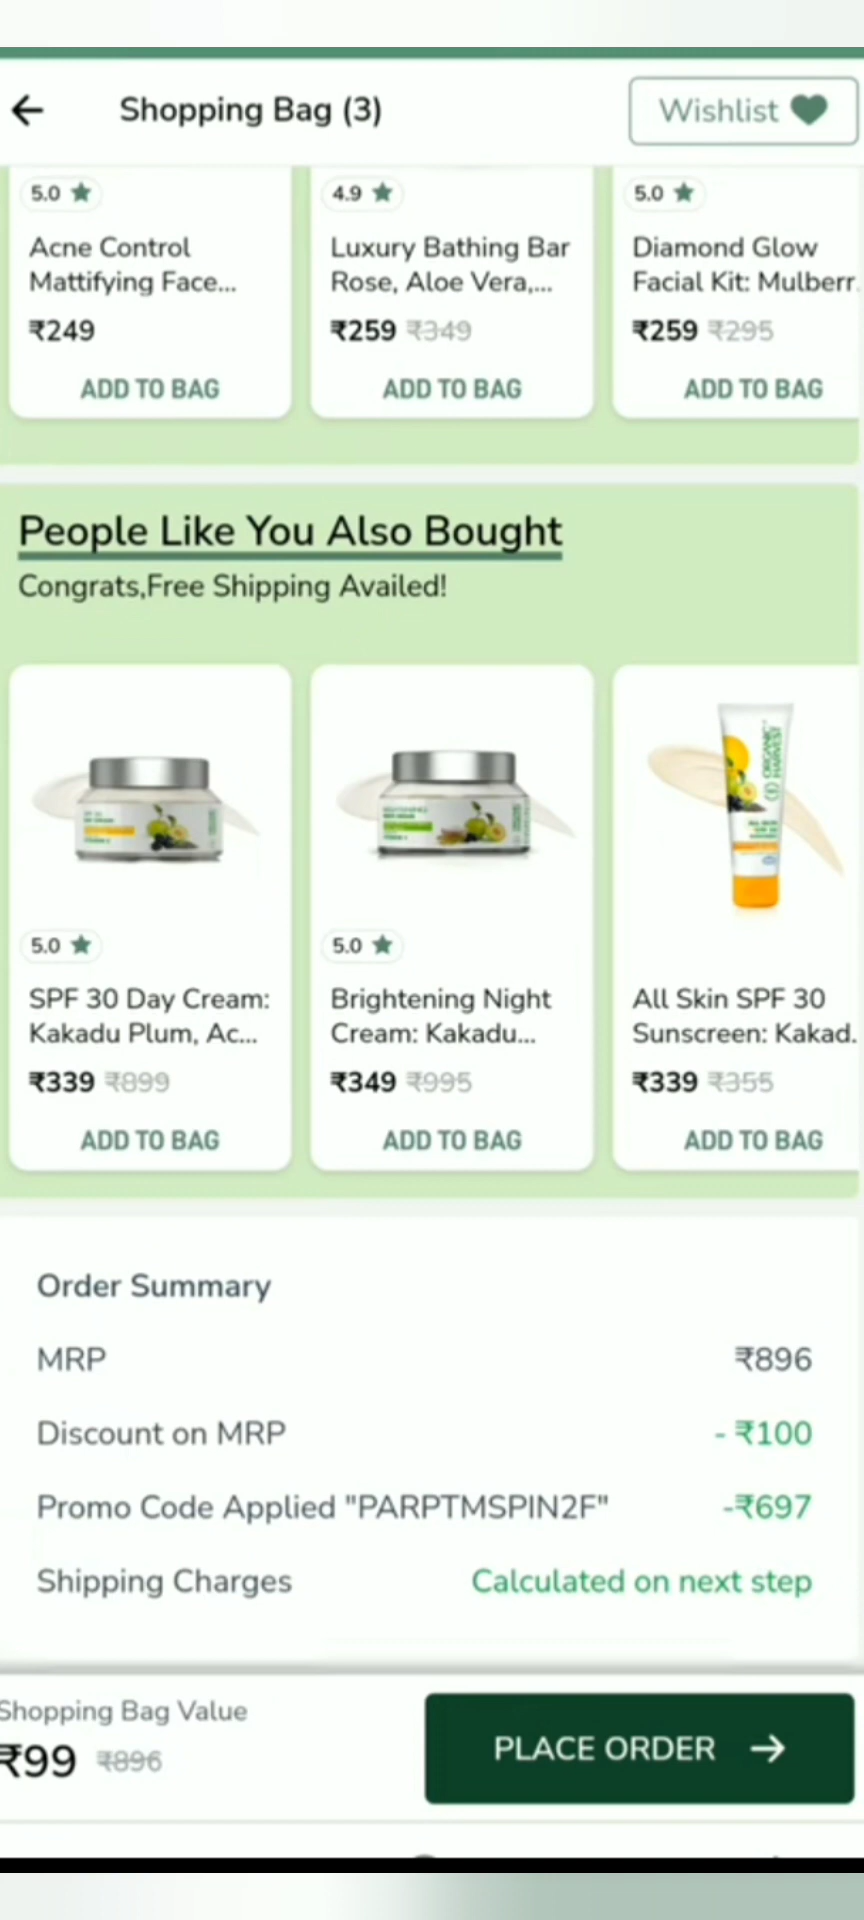 Shopping Bag (3)
Wishlist
5.0
4.9
5.0
Acne Control
Mattifying Face...
₹249
ADD TO BAG
Luxury Bathing Bar
Rose, Aloe Vera,...
₹259 ₹349
ADD TO BAG
Diamond Glow
Facial Kit: Mulberr.
₹259 ₹295
ADD TO BAG
People Like You Also Bought
Congrats,Free Shipping Availed!
ORGANIC
HARVEST
5.0
SPF 30 Day Cream:
Kakadu Plum, Ac...
₹339 ₹899
ADD TO BAG
5.0
Brightening Night
Cream: Kakadu...
₹349 ₹995
ADD TO BAG
All Skin SPF 30
Sunscreen: Kakad.
₹339 ₹355
ADD TO BAG
Order Summary
MRP ₹896
Discount on MRP - ₹100
Promo Code Applied "PARPTMSPIN2F" -₹697
Shipping Charges Calculated on next step
Shopping Bag Value
₹99 ₹896
PLACE ORDER